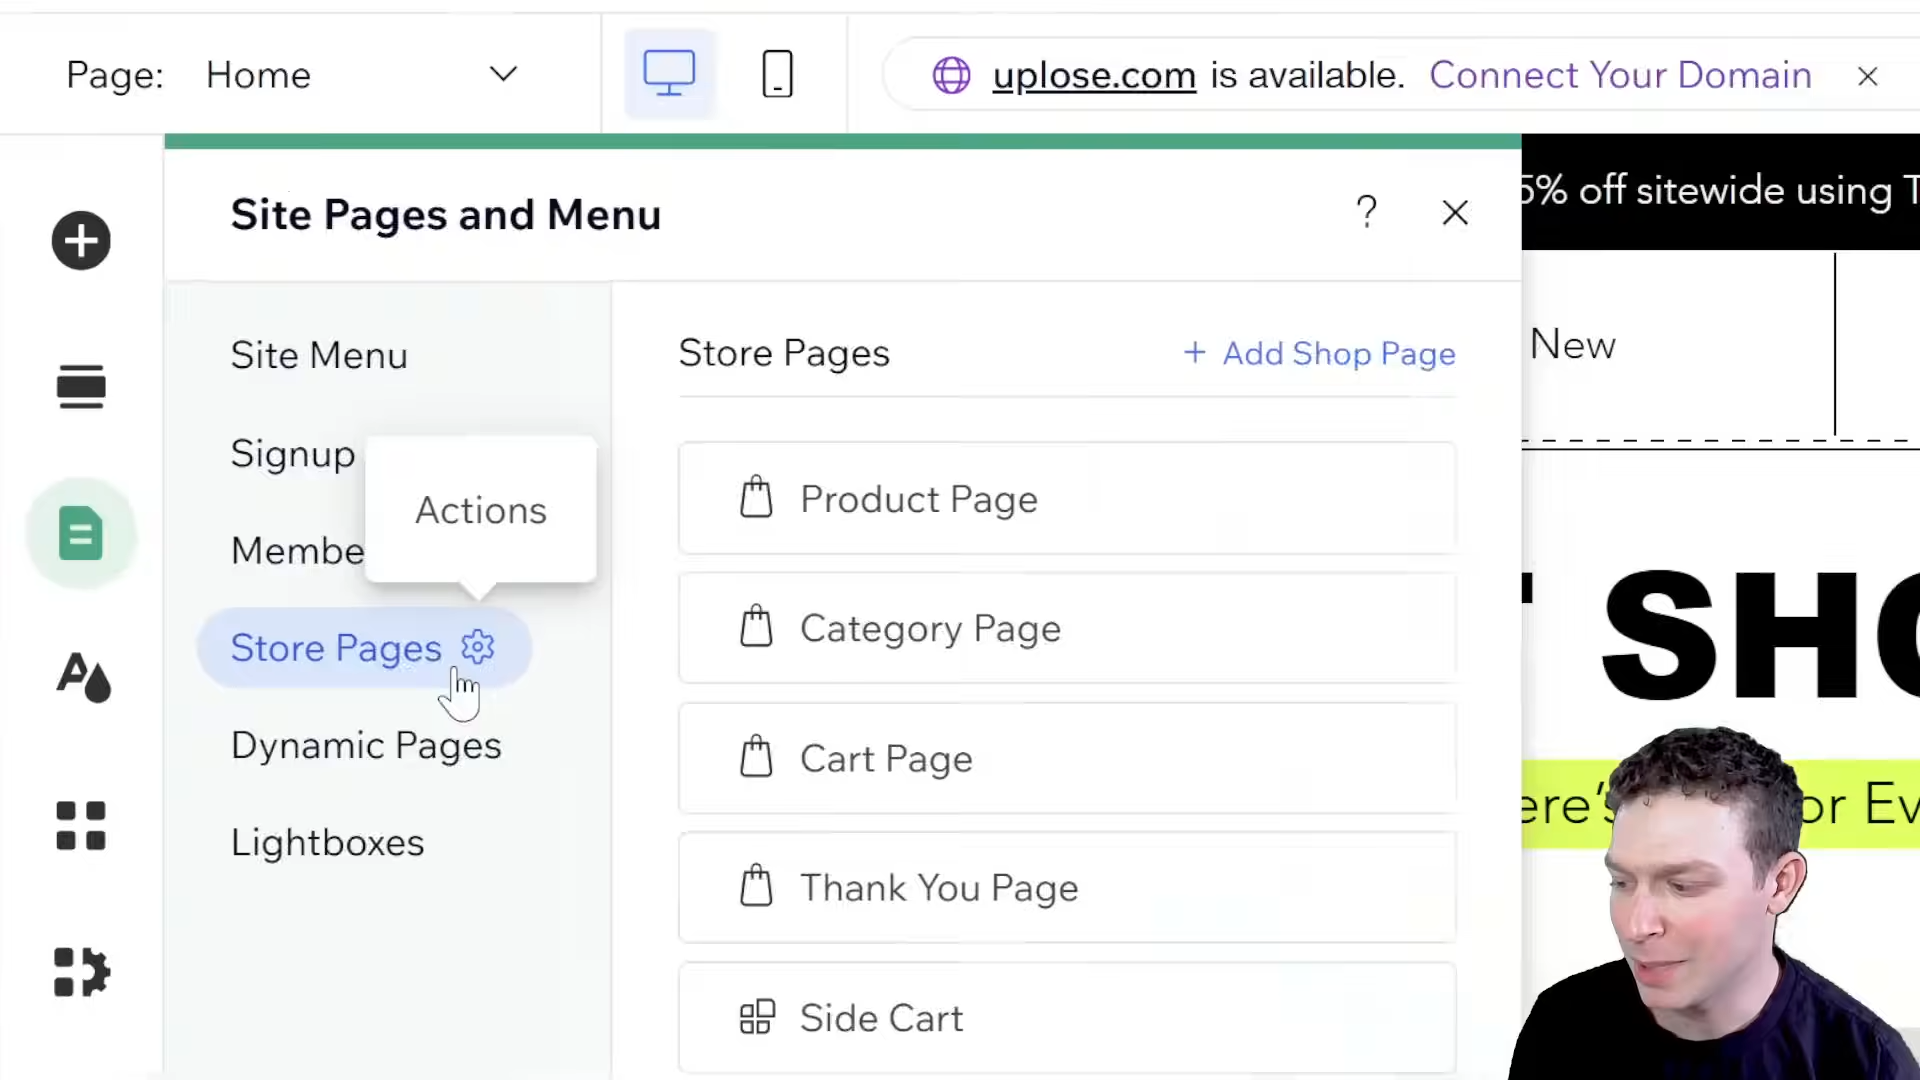 Page: Home
uplose.com is available. Connect Your Domain
Site Pages and Menu
?
5% off sitewide using T
Site Menu
Signup
Actions
Membe
Store Pages
Dynamic Pages
Lightboxes
Store Pages
+ Add Shop Page
Product Page
Category Page
Cart Page
Thank You Page
Side Cart
New
T SHO
ere's or Ev